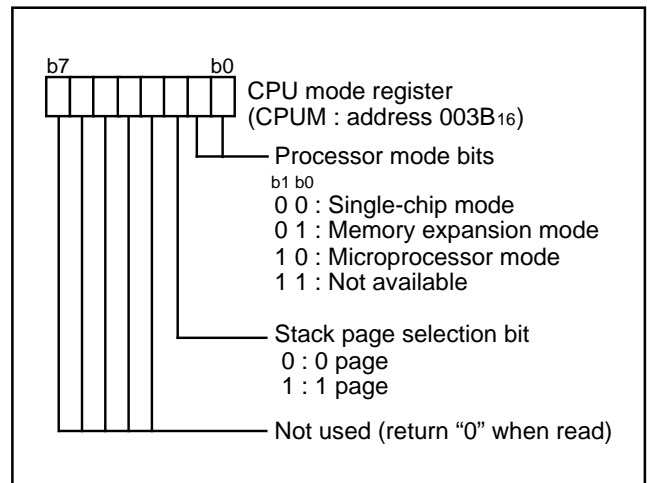 b7 b0
CPU mode register
(CPUM : address 003B16)
Processor mode bits
b1 b0
0 0 : Single-chip mode
0 1 : Memory expansion mode
1 0 : Microprocessor mode
1 1 : Not available
Stack page selection bit
0 : 0 page
1 : 1 page
Not used (return “0” when read)